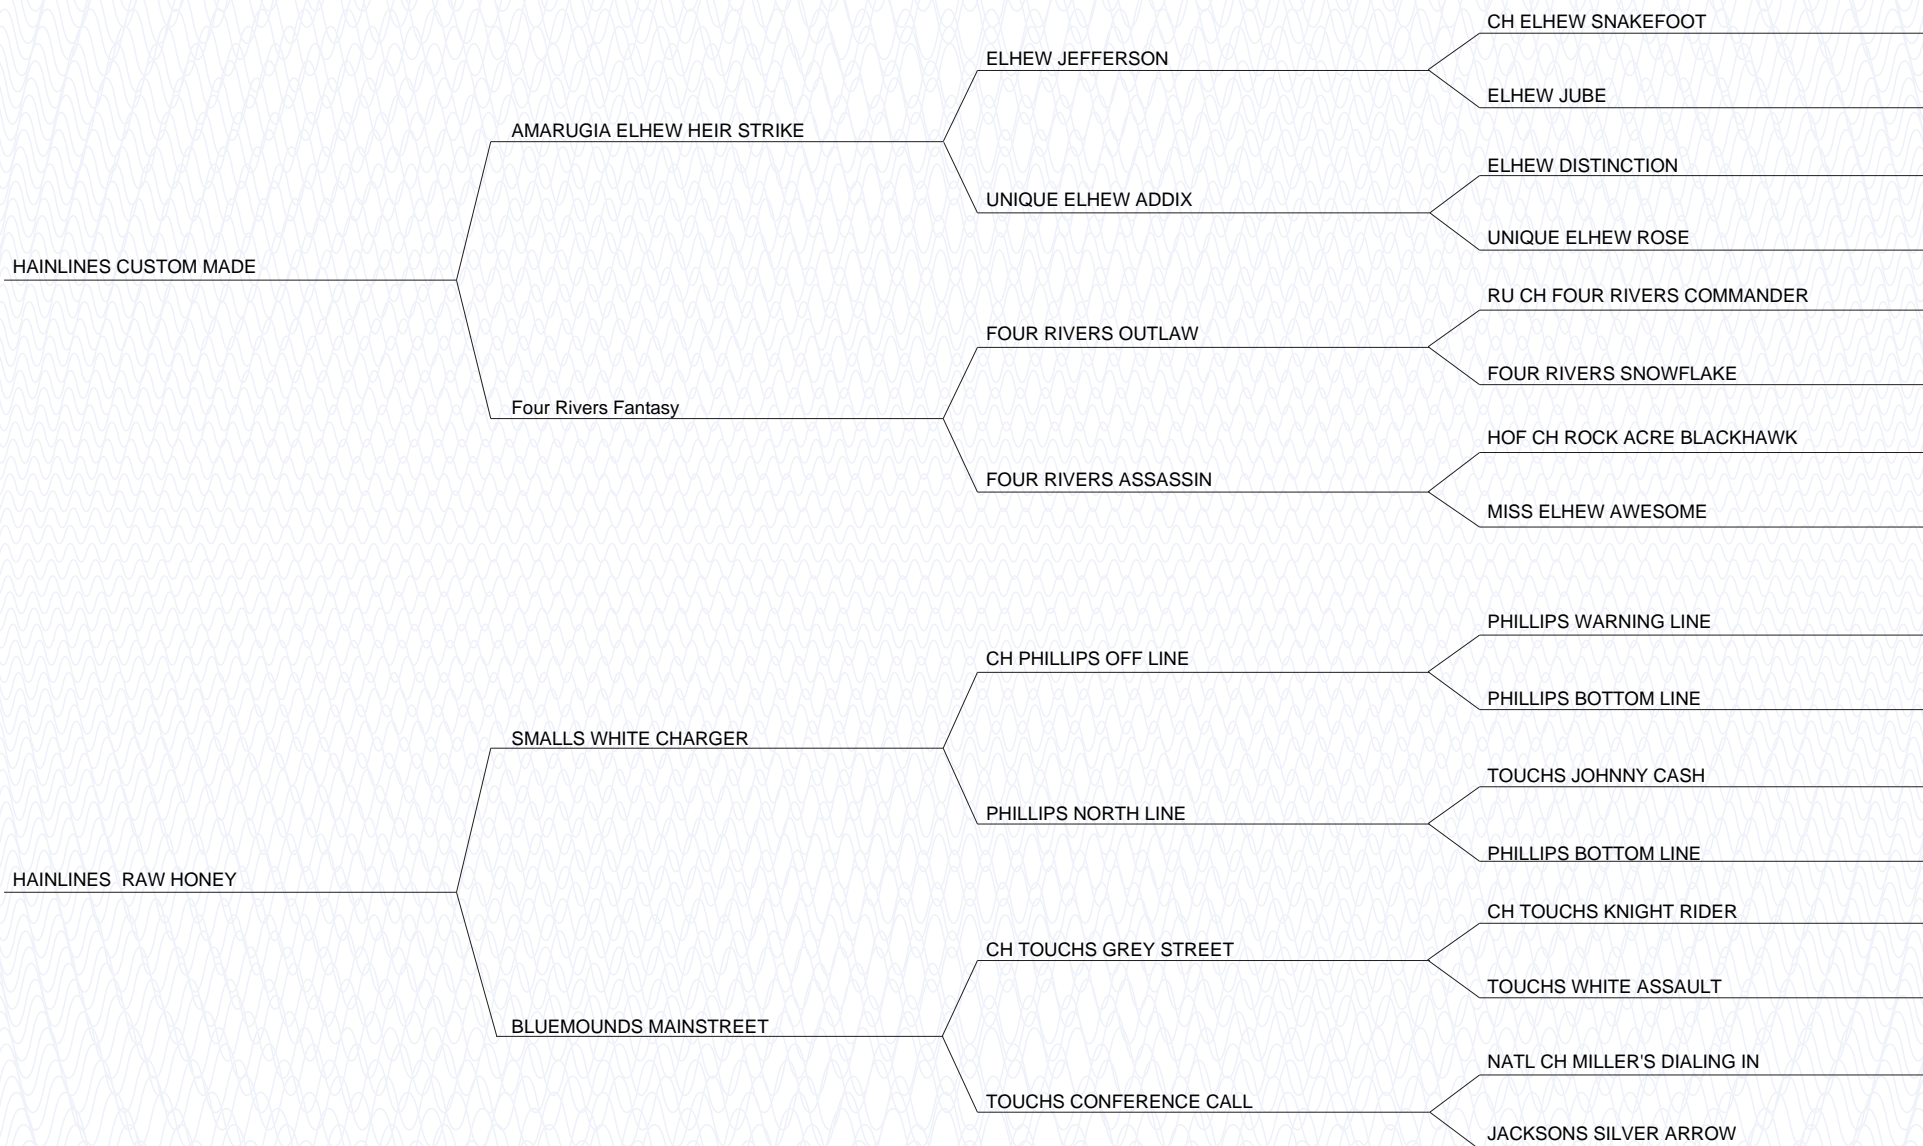 CH ELHEW SNAKEFOOT
ELHEW JEFFERSON
ELHEW JUBE
AMARUGIA ELHEW HEIR STRIKE
ELHEW DISTINCTION
UNIQUE ELHEW ADDIX
UNIQUE ELHEW ROSE
HAINLINES CUSTOM MADE
RU CH FOUR RIVERS COMMANDER
FOUR RIVERS OUTLAW
FOUR RIVERS SNOWFLAKE
Four Rivers Fantasy
HOF CH ROCK ACRE BLACKHAWK
FOUR RIVERS ASSASSIN
MISS ELHEW AWESOME
PHILLIPS WARNING LINE
CH PHILLIPS OFF LINE
PHILLIPS BOTTOM LINE
SMALLS WHITE CHARGER
TOUCHS JOHNNY CASH
PHILLIPS NORTH LINE
PHILLIPS BOTTOM LINE
HAINLINES  RAW HONEY
CH TOUCHS KNIGHT RIDER
CH TOUCHS GREY STREET
TOUCHS WHITE ASSAULT
BLUEMOUNDS MAINSTREET
NATL CH MILLER'S DIALING IN
TOUCHS CONFERENCE CALL
JACKSONS SILVER ARROW